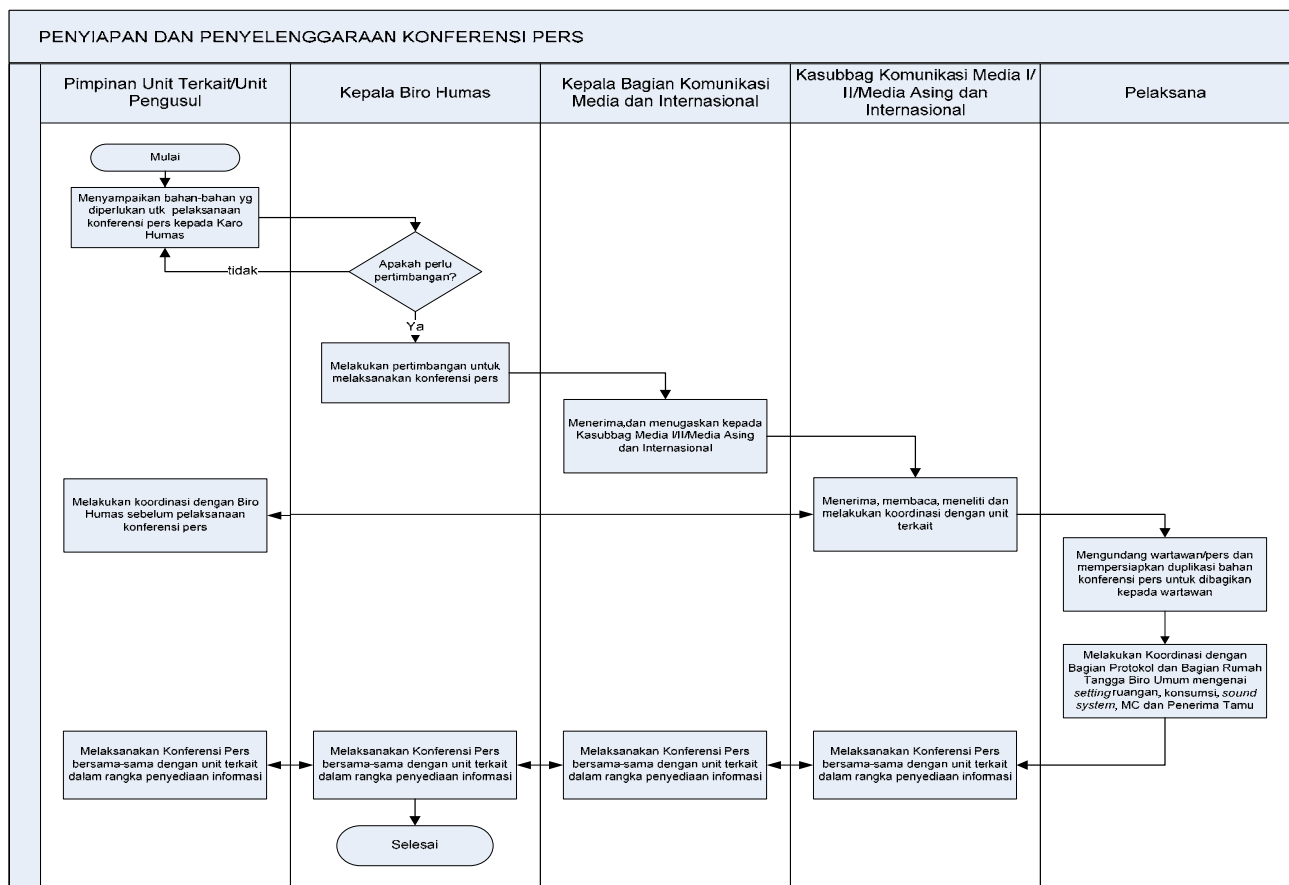 PENYIAPAN DAN PENYELENGGARAAN KONFERENSI PERS
Pimpinan Unit Terkait/Unit
Pengusul
Kepala Biro Humas
Kepala Bagian Komunikasi
Media dan Internasional
Kasubbag Komunikasi Media I/
II/Media Asing dan
Internasional
Pelaksana
Mulai
Menyampaikan bahan-bahan yg
diperlukan utk pelaksanaan
konferensi pers kepada Karo
Humas
Apakah perlu
pertimbangan?
tidak
Ya
Melakukan pertimbangan untuk
melaksanakan konferensi pers
Menerima,dan menugaskan kepada
Kasubbag Media I/II/Media Asing
dan Internasional
Melakukan koordinasi dengan Biro
Humas sebelum pelaksanaan
konferensi pers
Menerima, membaca, meneliti dan
melakukan koordinasi dengan unit
terkait
Mengundang wartawan/pers dan
mempersiapkan duplikasi bahan
konferensi pers untuk dibagikan
kepada wartawan
Melakukan Koordinasi dengan
Bagian Protokol dan Bagian Rumah
Tangga Biro Umum mengenai
setting ruangan, konsumsi, sound
system, MC dan Penerima Tamu
Melaksanakan Konferensi Pers
bersama-sama dengan unit terkait
dalam rangka penyediaan informasi
Melaksanakan Konferensi Pers
bersama-sama dengan unit terkait
dalam rangka penyediaan informasi
Melaksanakan Konferensi Pers
bersama-sama dengan unit terkait
dalam rangka penyediaan informasi
Melaksanakan Konferensi Pers
bersama-sama dengan unit terkait
dalam rangka penyediaan informasi
Selesai